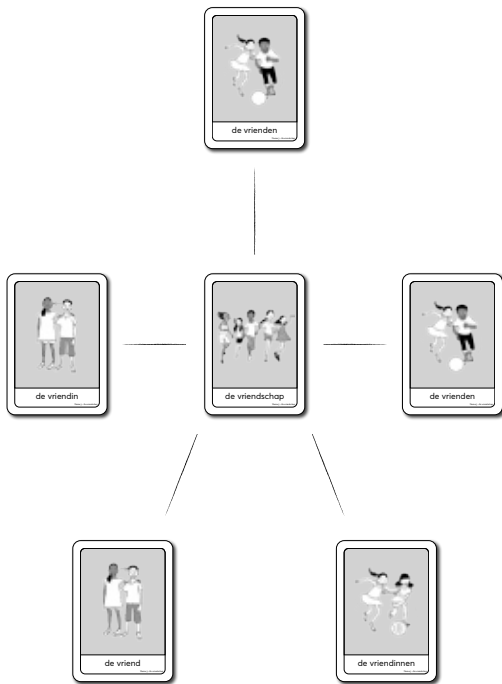 de vrienden
de vriendin
de vriendschap
de vrienden
de vriend
de vriendinnen